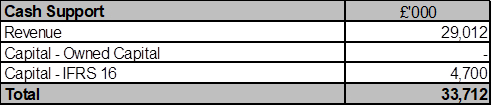 Cash Support £'000
Revenue 29,012
Capital - Owned Capital -
Capital - IFRS 16 4,700
Total 33,712